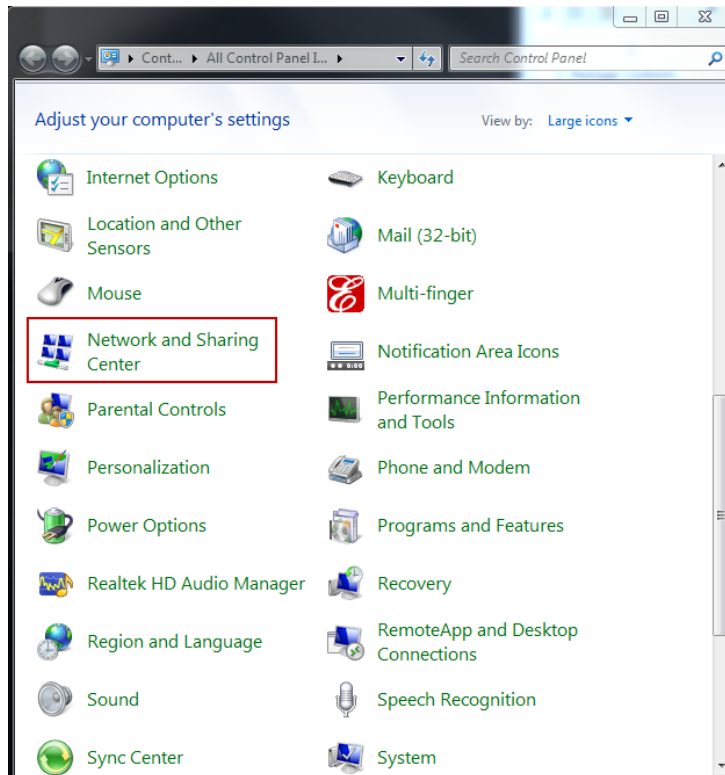 Cont... All Control Panel I...
Search Control Panel
Adjust your computer's settings
View by: Large icons
Internet Options
Keyboard
Location and Other
Sensors
Mail (32-bit)
Mouse
Multi-finger
Network and Sharing
Center
Notification Area Icons
Parental Controls
Performance Information
and Tools
Personalization
Phone and Modem
Power Options
Programs and Features
Realtek HD Audio Manager
Recovery
Region and Language
RemoteApp and Desktop
Connections
Sound
Speech Recognition
Sync Center
System